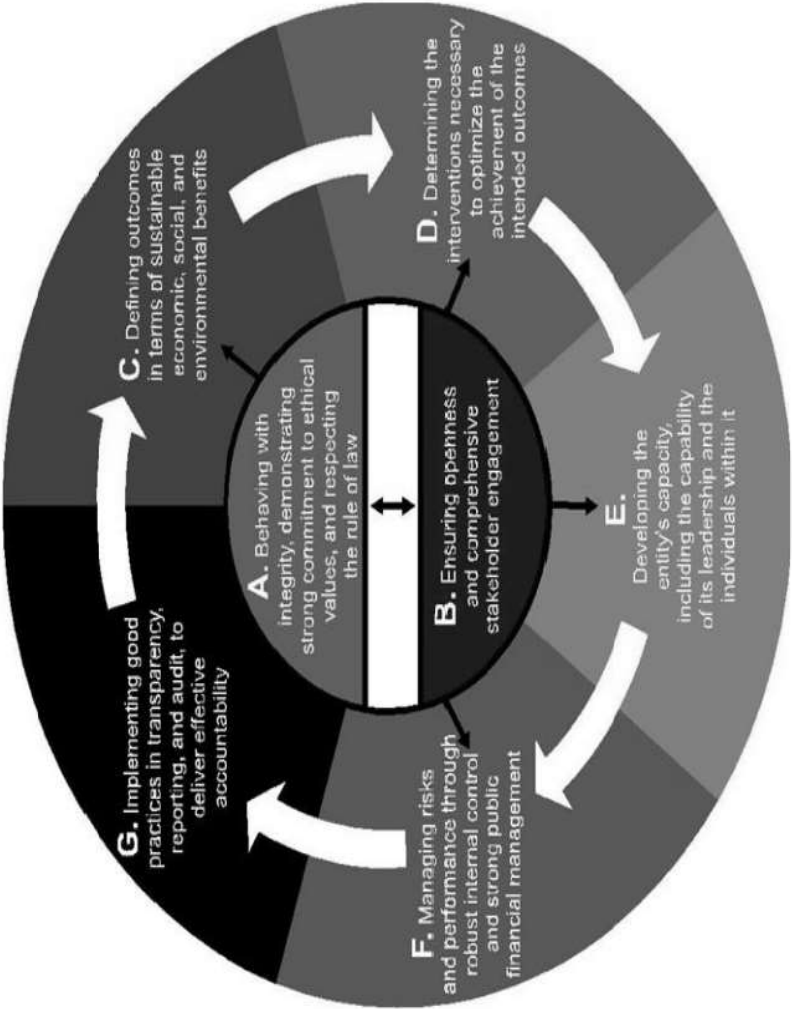 A. Behaving with
integrity, demonstrating
strong commitment to ethical
values, and respecting
the rule of law
B. Ensuring openness
and comprehensive
stakeholder engagement
C. Defining outcomes
in terms of sustainable
economic, social, and
environmental benefits
D. Determining the
interventions necessary
to optimize the
achievement of the
intended outcomes
E.
Developing the
entity's capacity,
including the capability
of its leadership and the
individuals within it
F. Managing risks
and performance through
robust internal control
and strong public
financial management
G. Implementing good
practices in transparency,
reporting, and audit, to
deliver effective
accountability